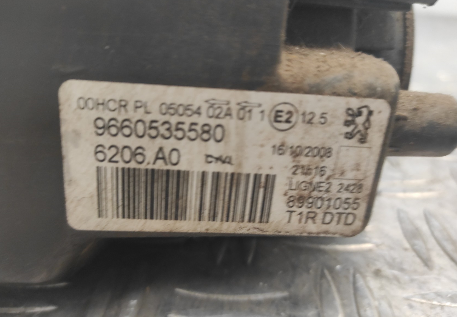 00HCR PL 05054 02A 01 1 E2 12.5
9660535580
6206.A0
16/10/2008
21516
LIGNE2 2428
89901055
T1R DTD